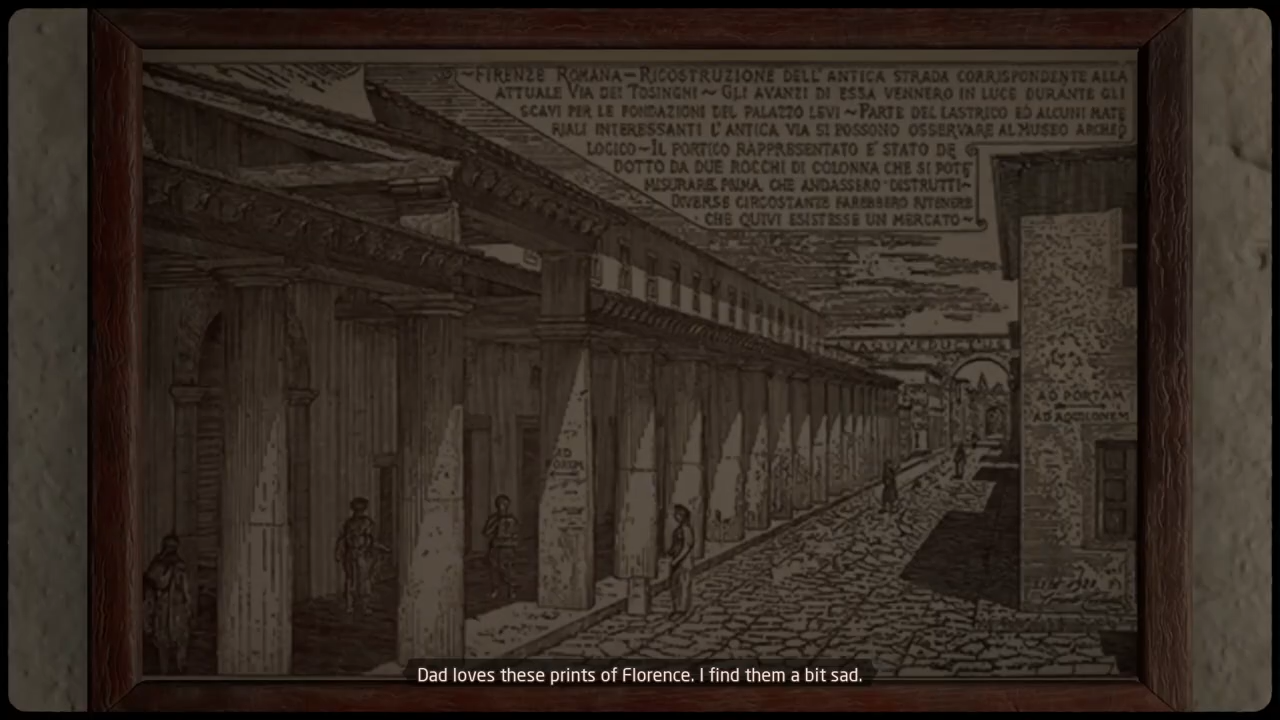 ~FIRENZE ROMANA—RICOSTRUZIONE DELL' ANTICA STRADA CORRISPONDENTE ALLA
ATTUALE VIA DEI TOSINGHI~GLI AVANZI DI ESSA VENNERO IN LUCE DURANTE GLI
SCAVI PER LE FONDAZIONI DEL PALAZZO LEVI~PARTE DEL LASTRICO ED ALCUNI MATE
RIALI INTERESSANTI L' ANTICA VIA SI POSSONO OSSERVARE AL MUSEO ARCHEO
LOGICO~IL PORTICO RAPPRESENTATO E' STATO DE
DOTTO DA DUE ROCCHI DI COLONNA CHE SI POTE
MISURARE PRIMA CHE ANDASSERO DISTRUTTI~
DIVERSE CIRCOSTANZE FAREBBERO RITENERE
CHE QUIVI ESISTESSE UN MERCATO~
AD PORTAM
AD AQUILONEM
AD
Dad loves these prints of Florence. I find them a bit sad.